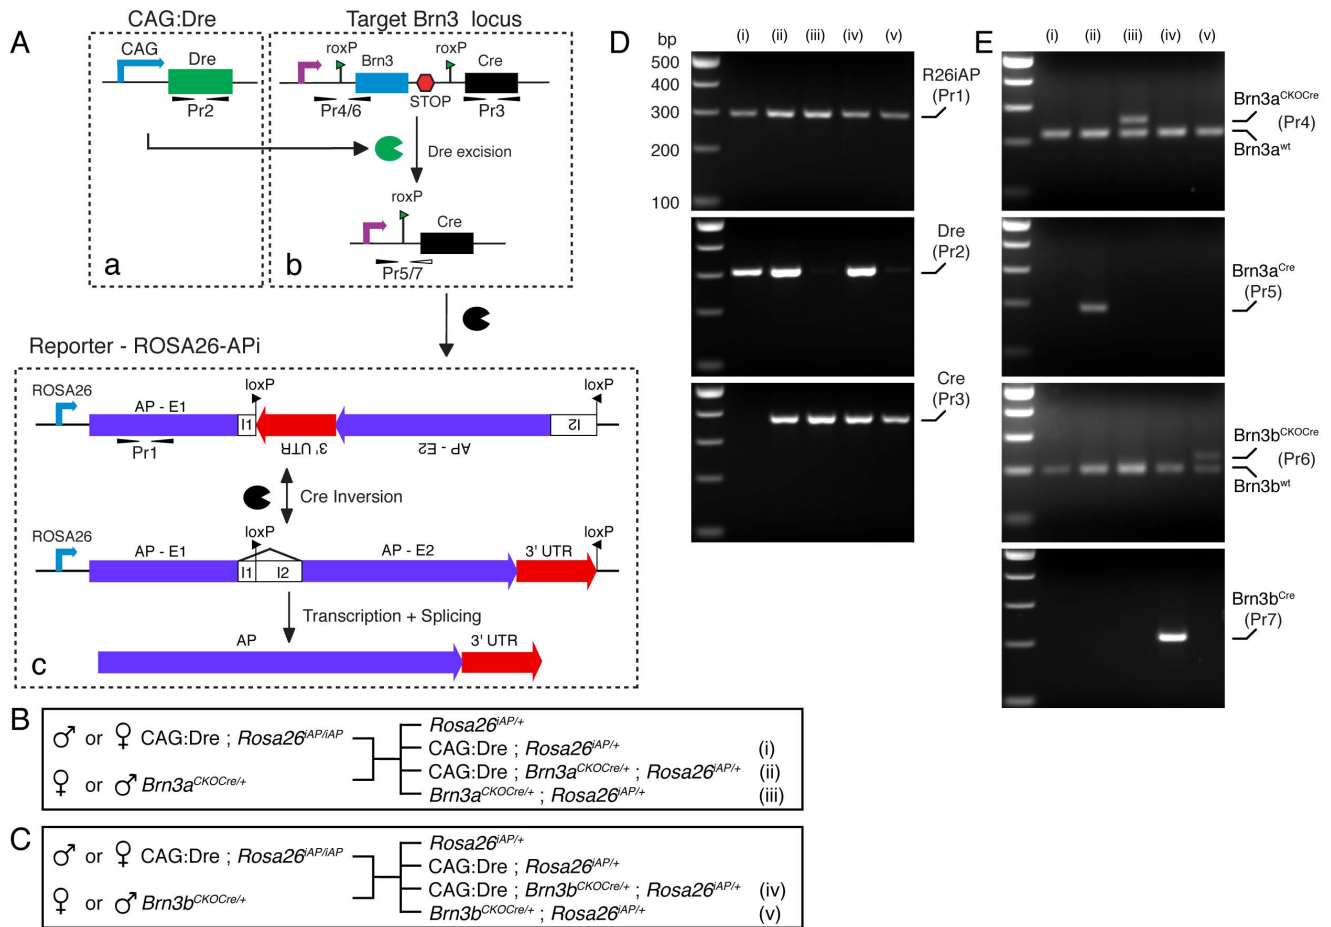 A
CAG:Dre
Target Brn3 locus
CAG
Dre
Pr2
roxP
Brn3
roxP
Cre
STOP
Pr4/6
Pr3
Dre excision
roxP
Cre
Pr5/7
a
b
Reporter - ROSA26-APi
ROSA26
AP - E1
loxP
I1
3' UTR
AP - E2
I2
loxP
Pr1
Cre Inversion
ROSA26
AP - E1
loxP
I1
I2
AP - E2
3' UTR
loxP
Transcription + Splicing
AP
3' UTR
c
B
♂ or ♀ CAG:Dre ; Rosa26iAP/iAP
♀ or ♂ Brn3aCKOCre/+
Rosa26iAP/+
CAG:Dre ; Rosa26iAP/+ (i)
CAG:Dre ; Brn3aCKOCre/+ ; Rosa26iAP/+ (ii)
Brn3aCKOCre/+ ; Rosa26iAP/+ (iii)
C
♂ or ♀ CAG:Dre ; Rosa26iAP/iAP
♀ or ♂ Brn3bCKOCre/+
Rosa26iAP/+
CAG:Dre ; Rosa26iAP/+
CAG:Dre ; Brn3bCKOCre/+ ; Rosa26iAP/+ (iv)
Brn3bCKOCre/+ ; Rosa26iAP/+ (v)
D
bp (i) (ii) (iii) (iv) (v)
500
400
300
200
100
R26iAP
(Pr1)
Dre
(Pr2)
Cre
(Pr3)
E
(i) (ii) (iii) (iv) (v)
Brn3aCKOCre
(Pr4)
Brn3awt
Brn3aCre
(Pr5)
Brn3bCKOCre
(Pr6)
Brn3bwt
Brn3bCre
(Pr7)